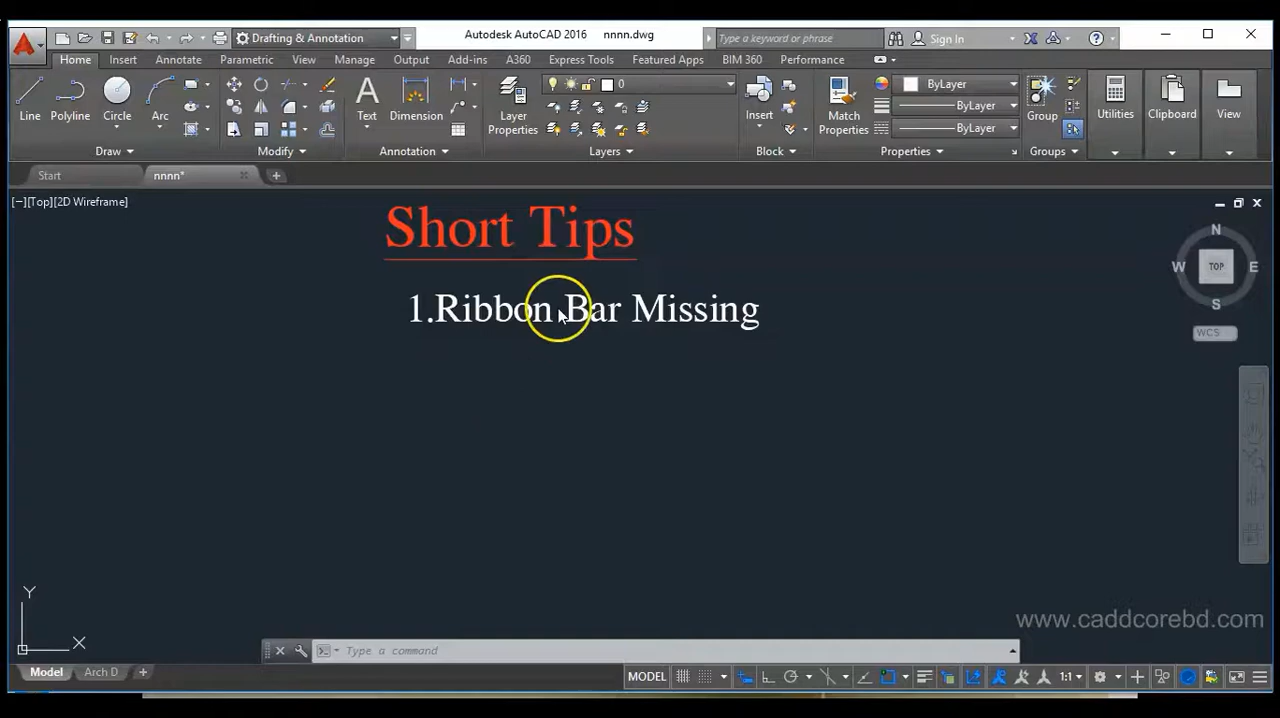 Drafting & Annotation
Autodesk AutoCAD 2016 nnnn.dwg
Type a keyword or phrase
Sign In
Home Insert Annotate Parametric View Manage Output Add-ins A360 Express Tools Featured Apps BIM 360 Performance
Line Polyline Circle Arc
Text Dimension
Layer Properties
0
Insert
Match Properties
ByLayer
ByLayer
ByLayer
Group
Utilities Clipboard View
Draw Modify Annotation Layers Block Properties Groups
Start nnnn*
[−][Top][2D Wireframe]
Short Tips
1.Ribbon Bar Missing
N
W TOP E
S
WCS
www.caddcorebd.com
Y
X
Type a command
Model Arch D
MODEL
1:1